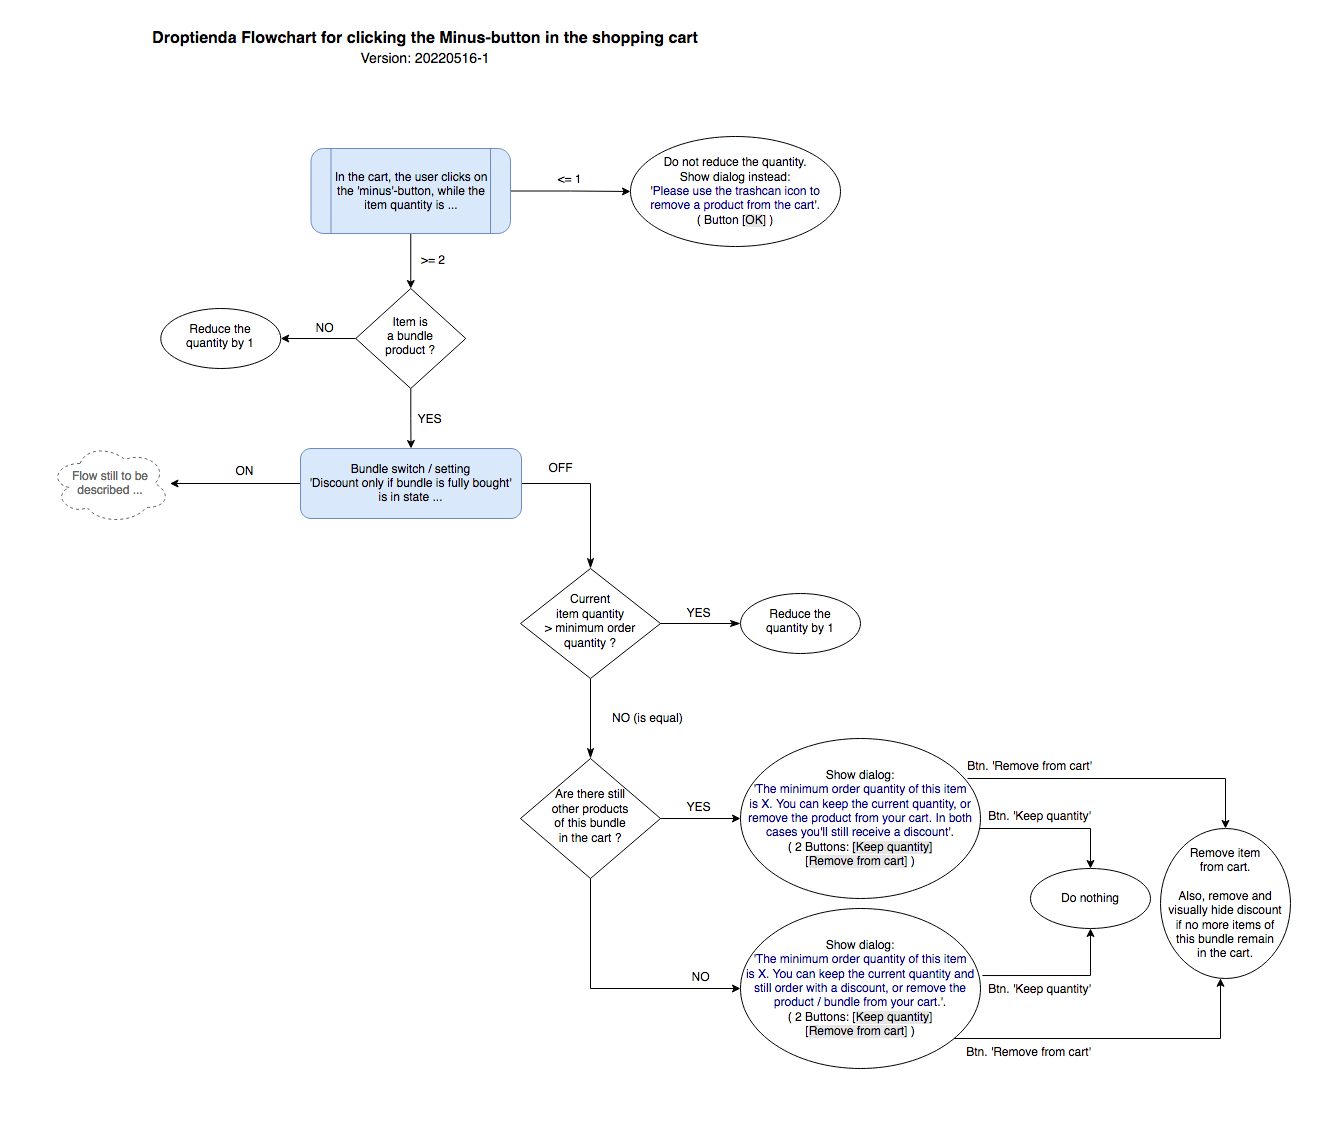 Droptienda Flowchart for clicking the Minus-button in the shopping cart
Version: 20220516-1
In the cart, the user clicks on
the 'minus'-button, while the
item quantity is ...
<= 1
Do not reduce the quantity.
Show dialog instead:
'Please use the trashcan icon to
remove a product from the cart'.
( Button [OK] )
>= 2
Item is
a bundle
product ?
NO
Reduce the
quantity by 1
YES
Bundle switch / setting
'Discount only if bundle is fully bought'
is in state ...
ON
Flow still to be
described ...
OFF
Current
item quantity
> minimum order
quantity ?
YES
Reduce the
quantity by 1
NO (is equal)
Are there still
other products
of this bundle
in the cart ?
YES
Show dialog:
'The minimum order quantity of this item
is X. You can keep the current quantity, or
remove the product from your cart. In both
cases you'll still receive a discount'.
( 2 Buttons: [Keep quantity]
[Remove from cart] )
Btn. 'Remove from cart'
Btn. 'Keep quantity'
Do nothing
Remove item
from cart.
Also, remove and
visually hide discount
if no more items of
this bundle remain
in the cart.
NO
Show dialog:
'The minimum order quantity of this item
is X. You can keep the current quantity and
still order with a discount, or remove the
product / bundle from your cart.'.
( 2 Buttons: [Keep quantity]
[Remove from cart] )
Btn. 'Keep quantity'
Btn. 'Remove from cart'